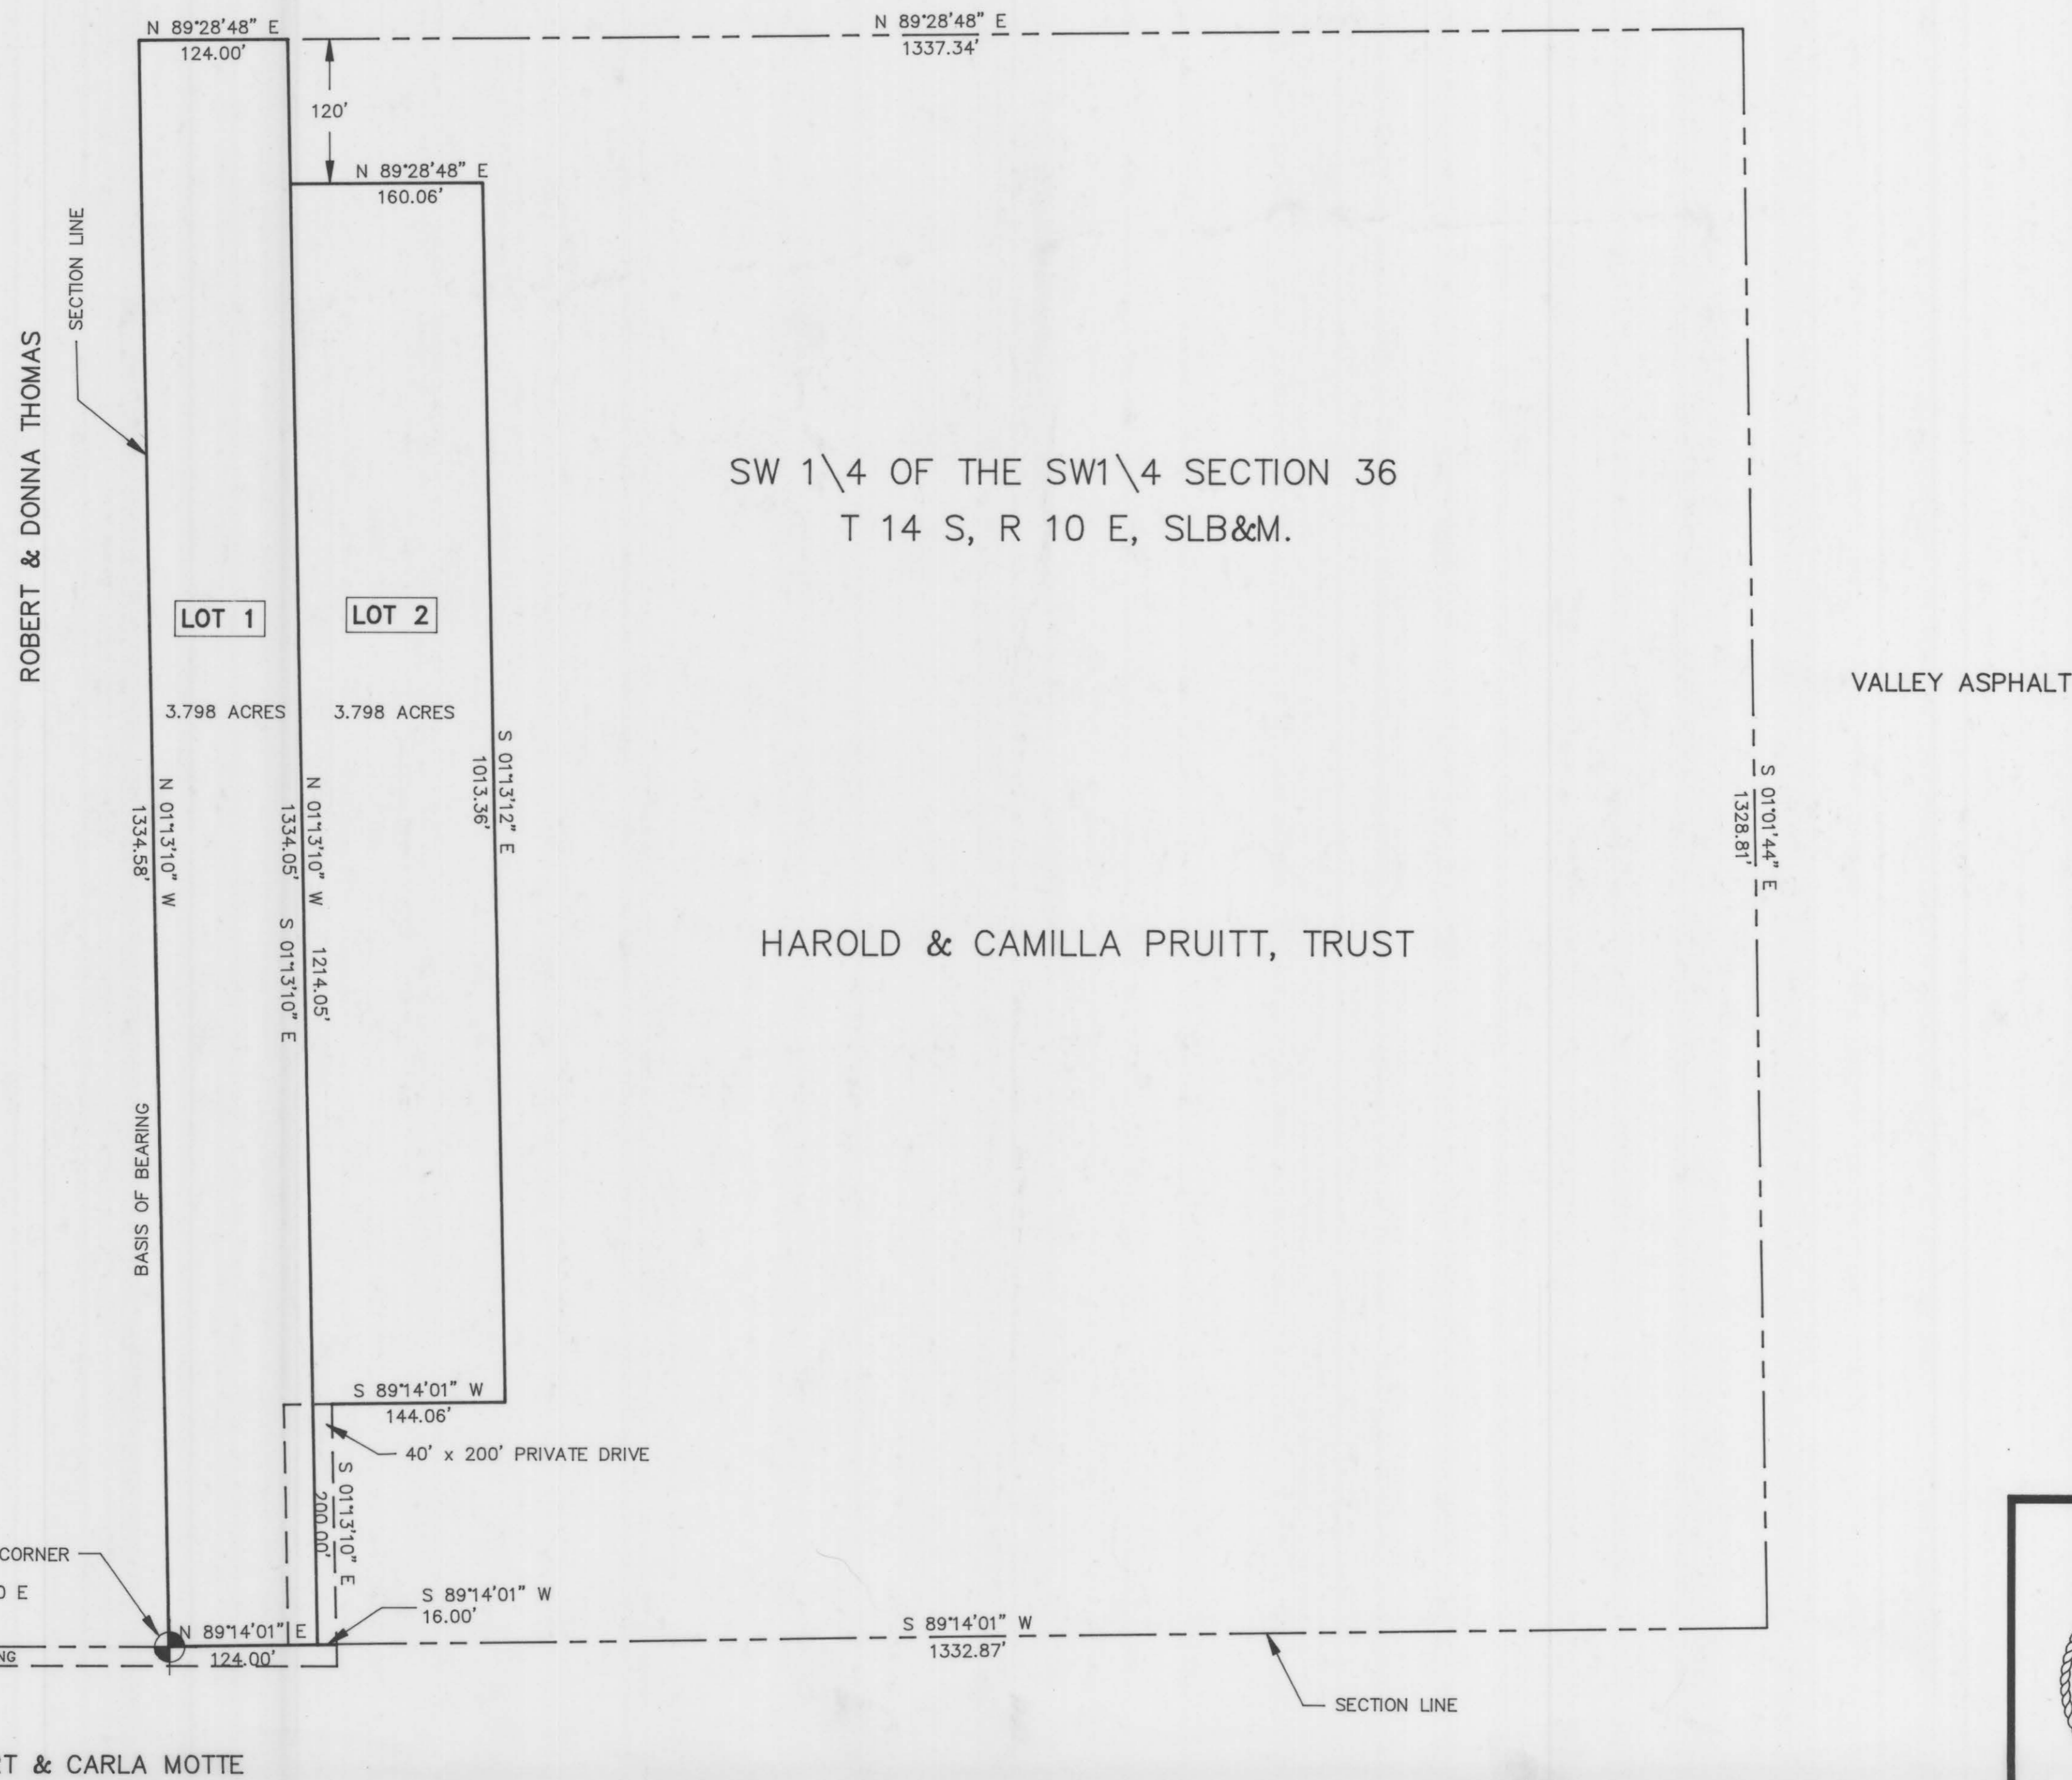 N 89°28'48" E
124.00'
N 89°28'48" E
1337.34'
120'
N 89°28'48" E
160.06'
SECTION LINE
ROBERT & DONNA THOMAS
SW 1\4 OF THE SW1\4 SECTION 36
T 14 S, R 10 E, SLB&M.
LOT 1
LOT 2
3.798 ACRES
3.798 ACRES
VALLEY ASPHALT
S 01°13'12" E
1013.36'
N 01°13'10" W
1334.58'
N 01°13'10" W 1214.05'
1334.05' S 01°13'10" E
S 01°01'44" E
1328.81'
HAROLD & CAMILLA PRUITT, TRUST
BASIS OF BEARING
S 89°14'01" W
144.06'
40' x 200' PRIVATE DRIVE
S 01°13'10" E
200.00'
CORNER
0 E
S 89°14'01" W
16.00'
N 89°14'01" E
124.00'
NG
S 89°14'01" W
1332.87'
SECTION LINE
RT & CARLA MOTTE